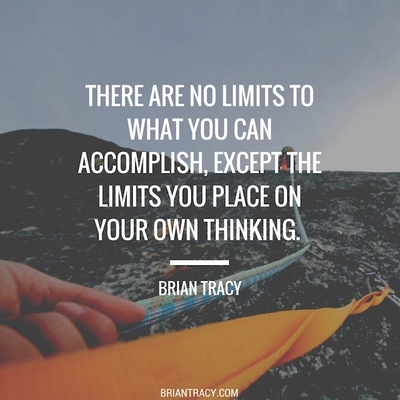 THERE ARE NO LIMITS TO
WHAT YOU CAN
ACCOMPLISH, EXCEPT THE
LIMITS YOU PLACE ON
YOUR OWN THINKING.
BRIAN TRACY
BRIANTRACY.COM